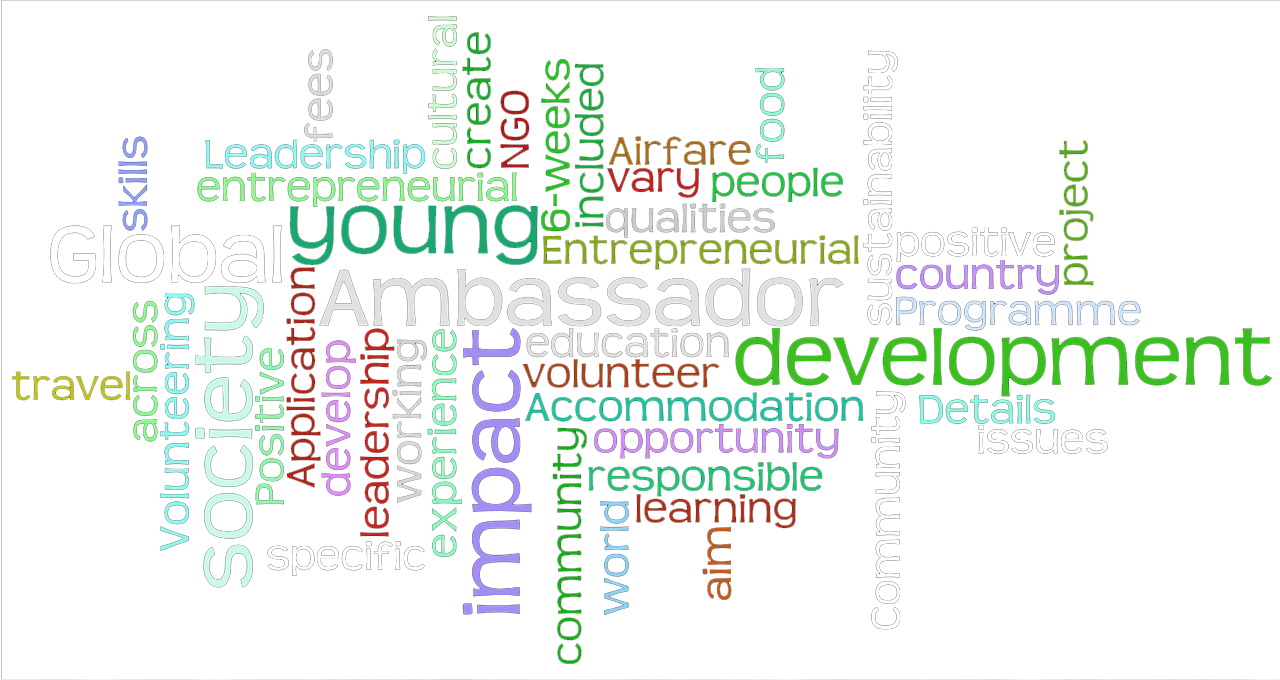 fees
cultural
create
NGO
6-weeks
included
food
sustainability
skills
Leadership
Airfare
project
entrepreneurial
vary
people
young
qualities
Global
Entrepreneurial
positive
country
Ambassador
Programme
across
Volunteering
society
Application
education
development
travel
Positive
develop
leadership
working
experience
impact
volunteer
Accommodation
Details
community
opportunity
issues
community
responsible
learning
specific
world
aim